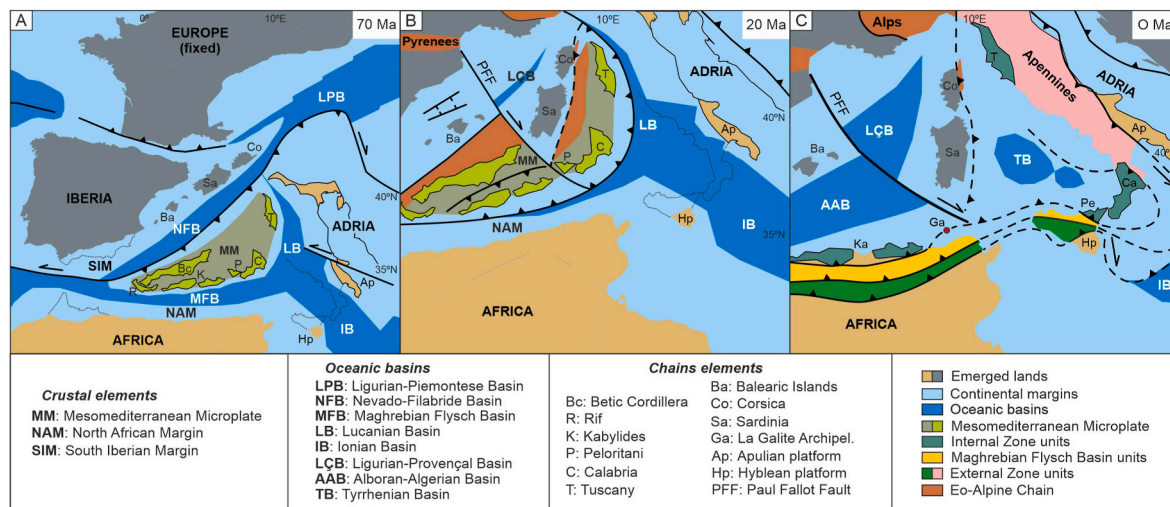 A
0°
10°E
70 Ma
EUROPE
(fixed)
LPB
Co
IBERIA
Sa
Ba
40°N
NFB
ADRIA
T
MM
LB
SIM
Bc
C
35°N
P
K
R
Ap
MFB
NAM
IB
AFRICA
Hp
B
10°E
20 Ma
Pyrenees
PFF
LÇB
Co
T
ADRIA
Sa
LB
Ba
Ap
40°N
MM
C
P
Hp
IB
NAM
35°N
AFRICA
C
Alps
10°E
O Ma
T
Apennines
PFF
Co
ADRIA
LÇB
Ap
Ba
Sa
TB
40°
AAB
Ca
Pe
Ga
Ka
Hp
35°N
IB
AFRICA
Crustal elements
MM: Mesomediterranean Microplate
NAM: North African Margin
SIM: South Iberian Margin
Oceanic basins
LPB: Ligurian-Piemontese Basin
NFB: Nevado-Filabride Basin
MFB: Maghrebian Flysch Basin
LB: Lucanian Basin
IB: Ionian Basin
LÇB: Ligurian-Provençal Basin
AAB: Alboran-Algerian Basin
TB: Tyrrhenian Basin
Chains elements
Bc: Betic Cordillera
R: Rif
K: Kabylides
P: Peloritani
C: Calabria
T: Tuscany
Ba: Balearic Islands
Co: Corsica
Sa: Sardinia
Ga: La Galite Archipel.
Ap: Apulian platform
Hp: Hyblean platform
PFF: Paul Fallot Fault
Emerged lands
Continental margins
Oceanic basins
Mesomediterranean Microplate
Internal Zone units
Maghrebian Flysch Basin units
External Zone units
Eo-Alpine Chain